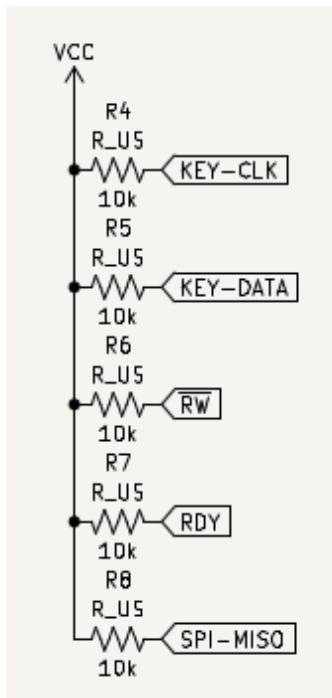 VCC
R4
R_US
KEY-CLK
10k
R5
R_US
KEY-DATA
10k
R6
R_US
R̅W̅
10k
R7
R_US
RDY
10k
R8
R_US
SPI-MISO
10k